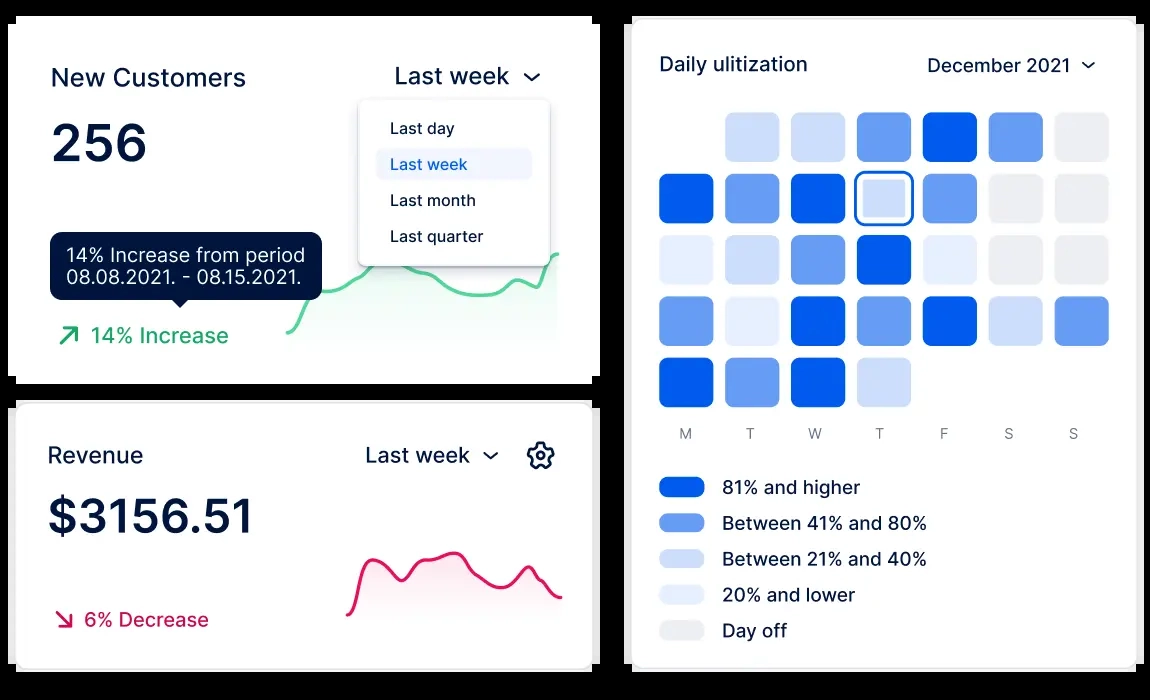 New Customers
Last week
256
Last day
Last week
Last month
Last quarter
14% Increase from period
08.08.2021. - 08.15.2021.
14% Increase
Revenue
Last week
$3156.51
6% Decrease
Daily ulitization
December 2021
M T W T F S S
81% and higher
Between 41% and 80%
Between 21% and 40%
20% and lower
Day off